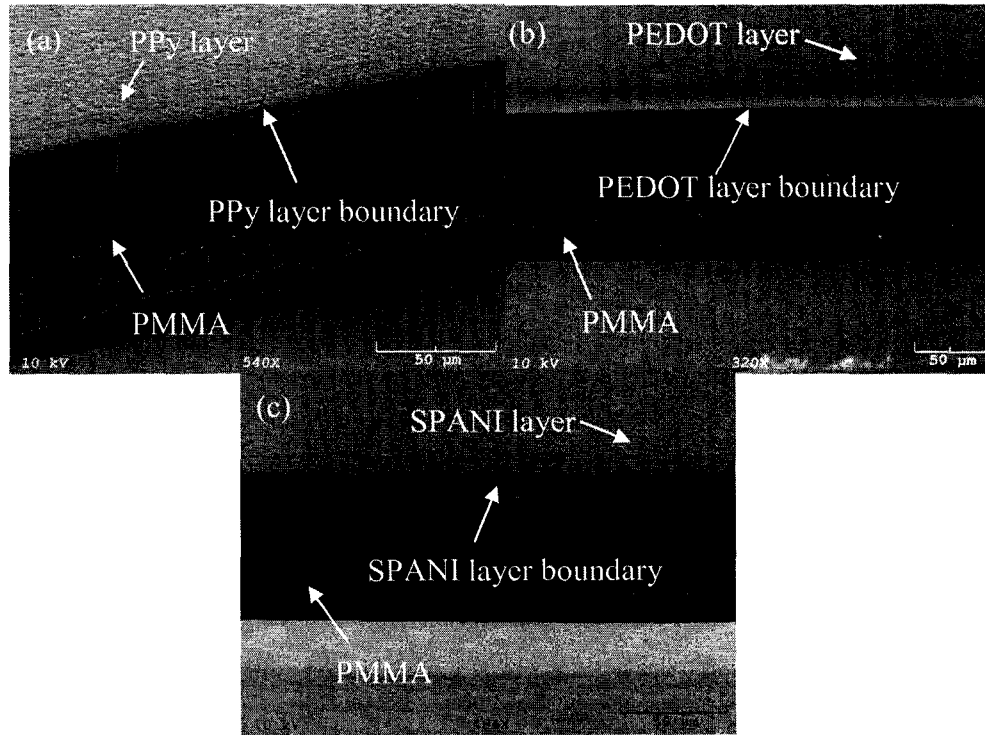 (a)
PPy layer
PPy layer boundary
PMMA
10 kV 540X 50 µm
(b)
PEDOT layer
PEDOT layer boundary
PMMA
10 kV 320X 50 µm
(c)
SPANI layer
SPANI layer boundary
PMMA